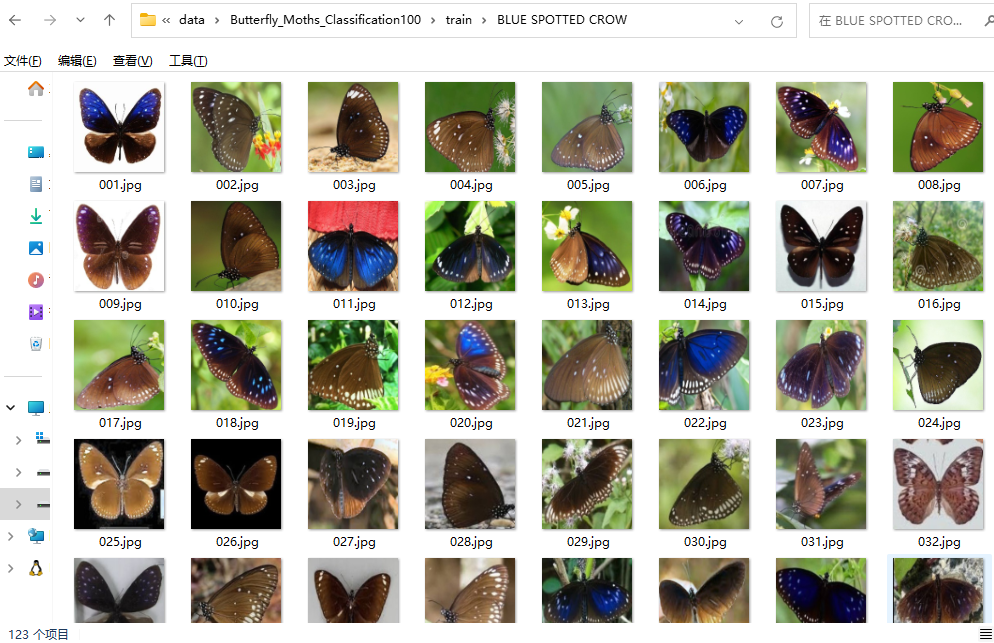 data > Butterfly_Moths_Classification100 > train > BLUE SPOTTED CROW
在 BLUE SPOTTED CRO...
文件(F) 编辑(E) 查看(V) 工具(T)
001.jpg 002.jpg 003.jpg 004.jpg 005.jpg 006.jpg 007.jpg 008.jpg
009.jpg 010.jpg 011.jpg 012.jpg 013.jpg 014.jpg 015.jpg 016.jpg
017.jpg 018.jpg 019.jpg 020.jpg 021.jpg 022.jpg 023.jpg 024.jpg
025.jpg 026.jpg 027.jpg 028.jpg 029.jpg 030.jpg 031.jpg 032.jpg
123 个项目